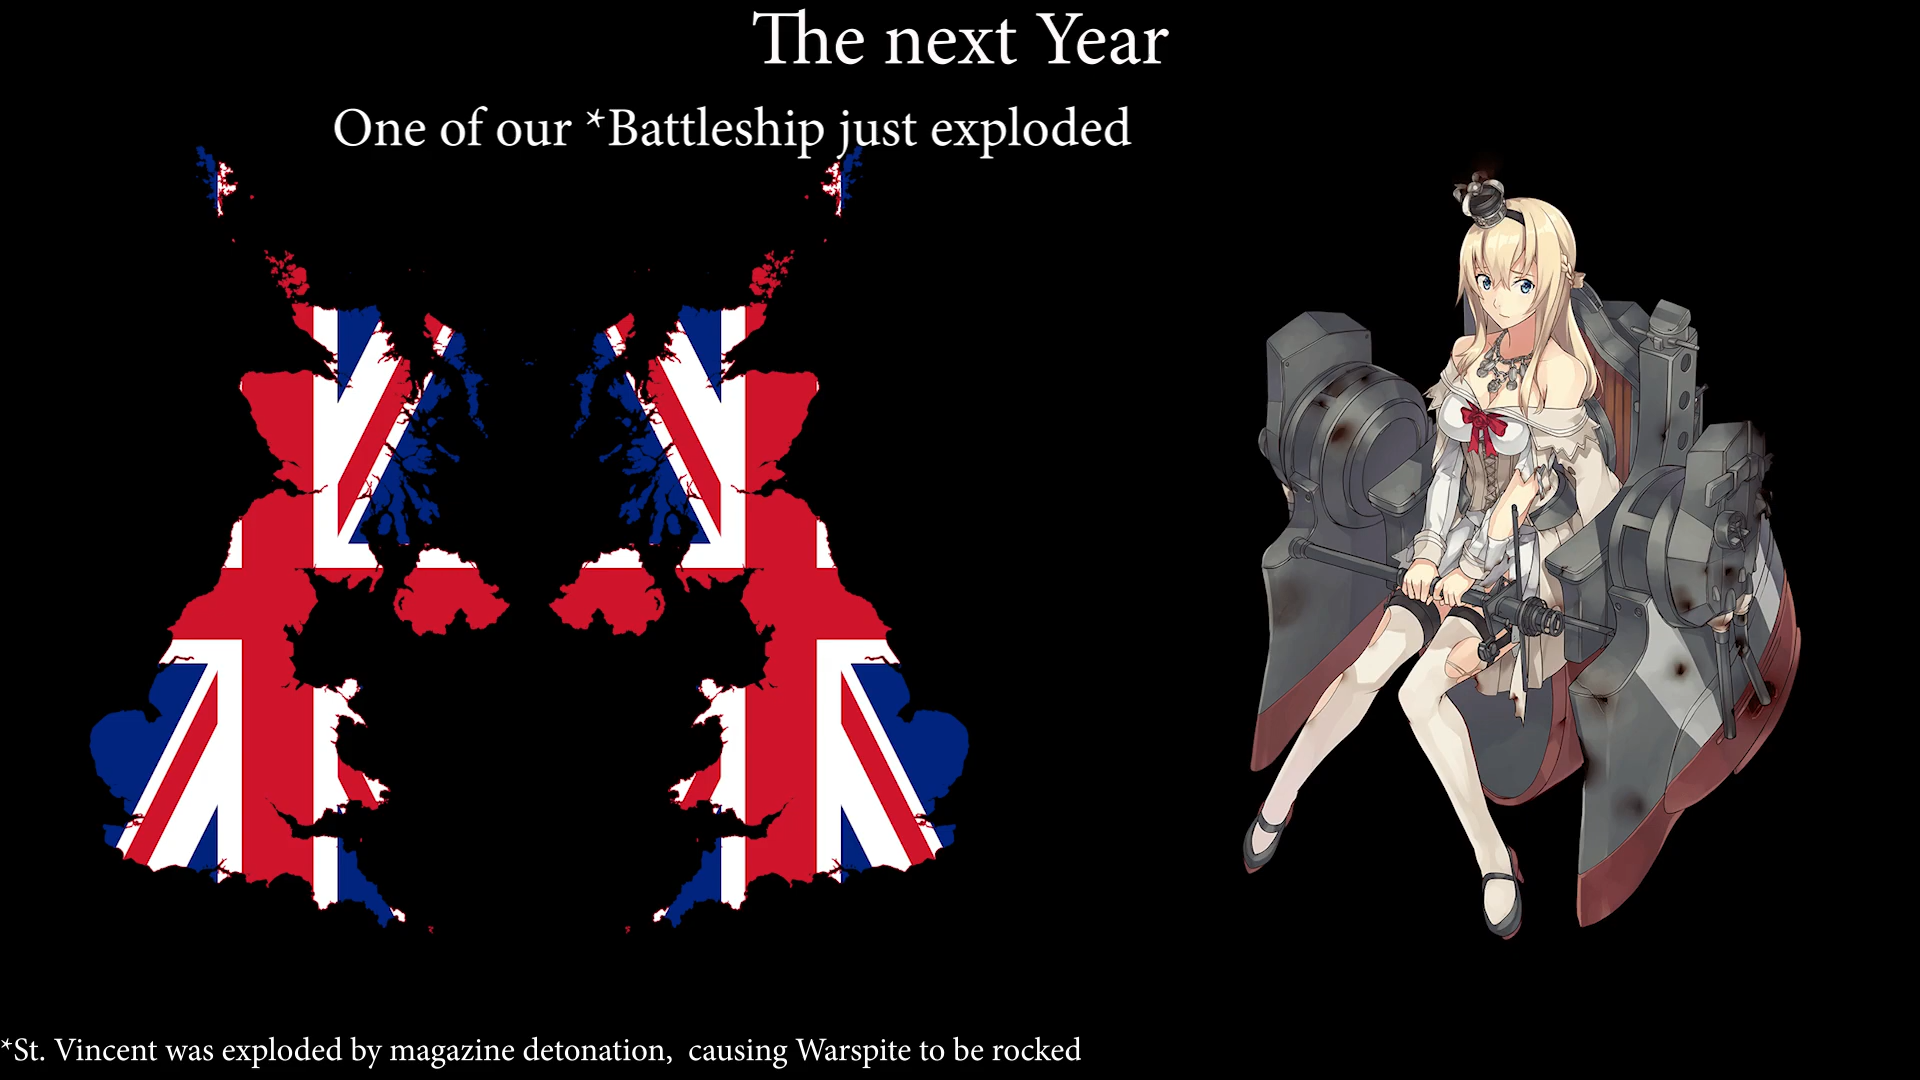 The next Year
One of our *Battleship just exploded
*St. Vincent was exploded by magazine detonation,  causing Warspite to be rocked